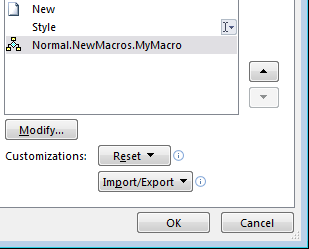 New
Style
Normal.NewMacros.MyMacro
Modify...
Customizations: Reset
Import/Export
OK Cancel